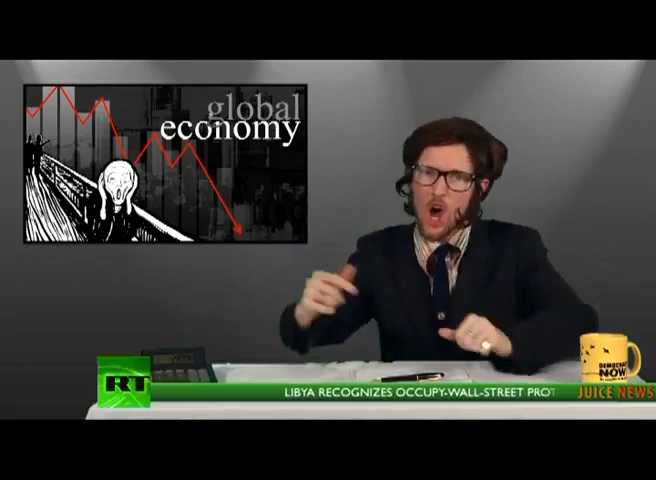 global
economy
DEMOCRACY
NOW!
RT
LIBYA RECOGNIZES OCCUPY-WALL-STREET PROT
JUICE NEWS